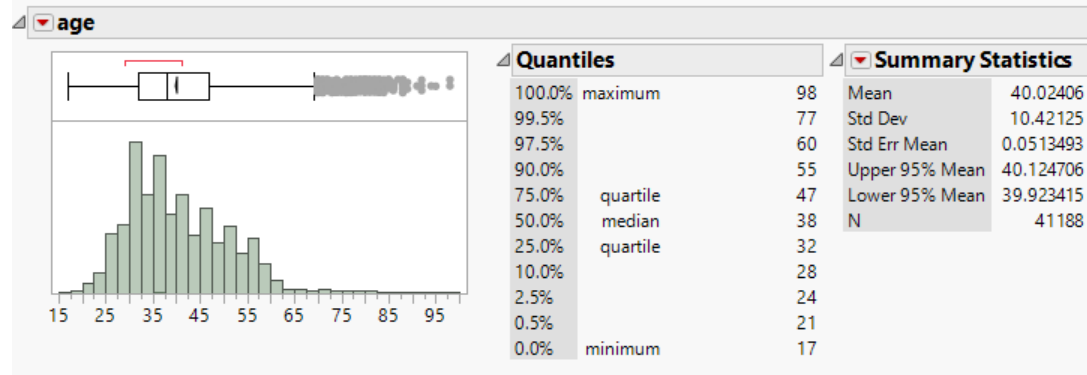 age
Quantiles
100.0% maximum 98
99.5% 77
97.5% 60
90.0% 55
75.0% quartile 47
50.0% median 38
25.0% quartile 32
10.0% 28
2.5% 24
0.5% 21
0.0% minimum 17
Summary Statistics
Mean 40.02406
Std Dev 10.42125
Std Err Mean 0.0513493
Upper 95% Mean 40.124706
Lower 95% Mean 39.923415
N 41188
15 25 35 45 55 65 75 85 95